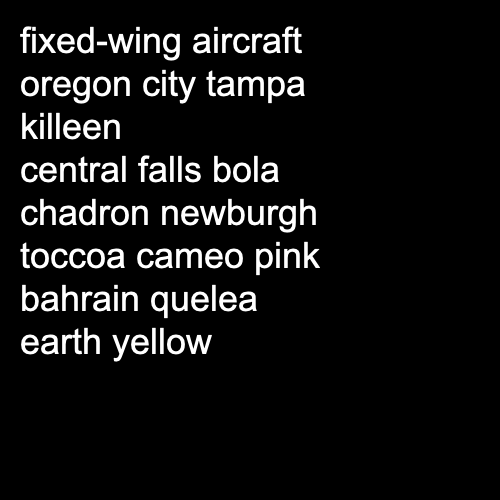 fixed-wing aircraft
oregon city tampa
killeen
central falls bola
chadron newburgh
toccoa cameo pink
bahrain quelea
earth yellow